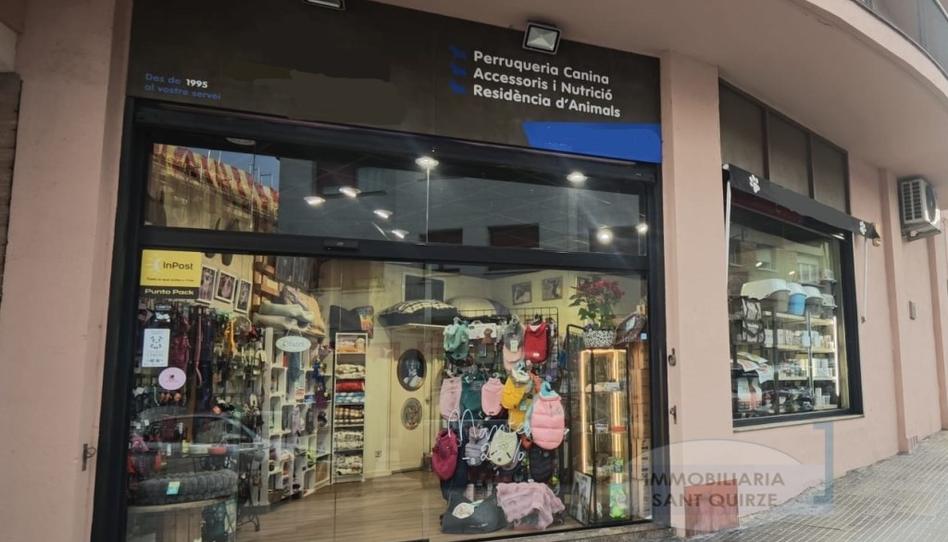 Des de 1995
al vostre servei
Perruqueria Canina
Accessoris i Nutrició
Residència d'Animals
InPost
Punto Pack
IMMOBILIARIA
SANT QUIRZE